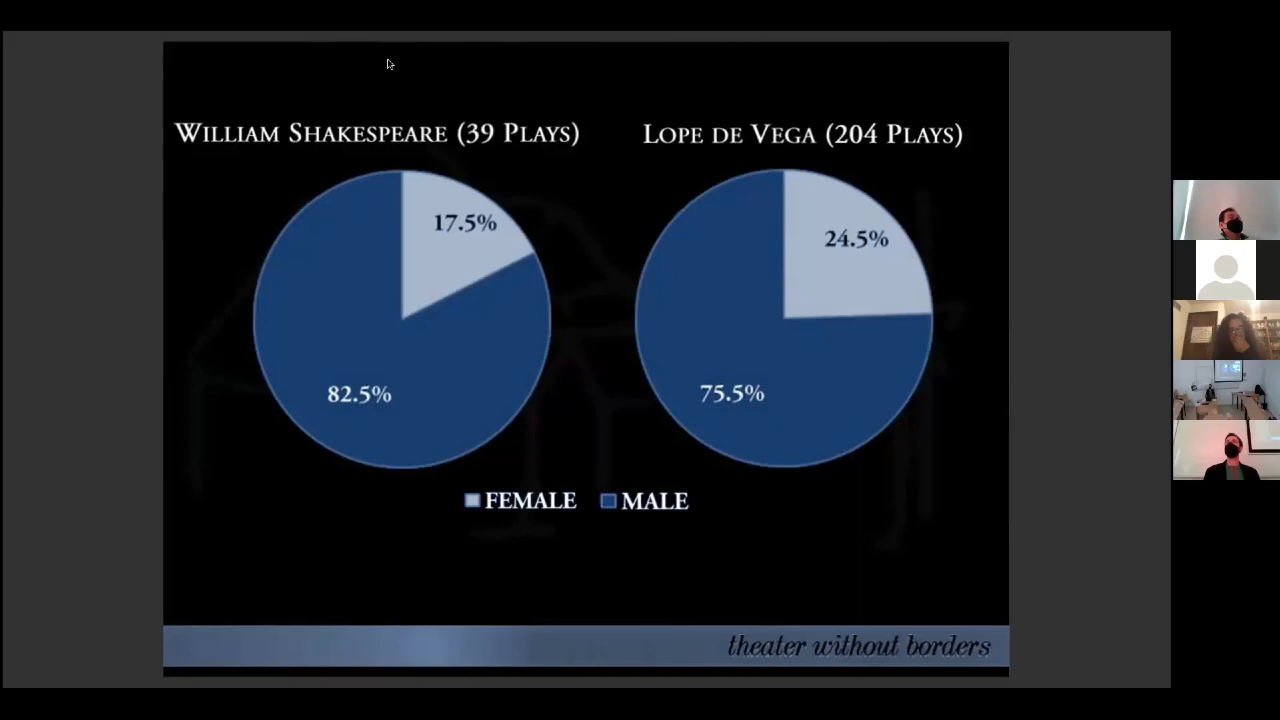 William Shakespeare (39 Plays)
Lope de Vega (204 Plays)
17.5%
82.5%
24.5%
75.5%
FEMALE
MALE
theater without borders